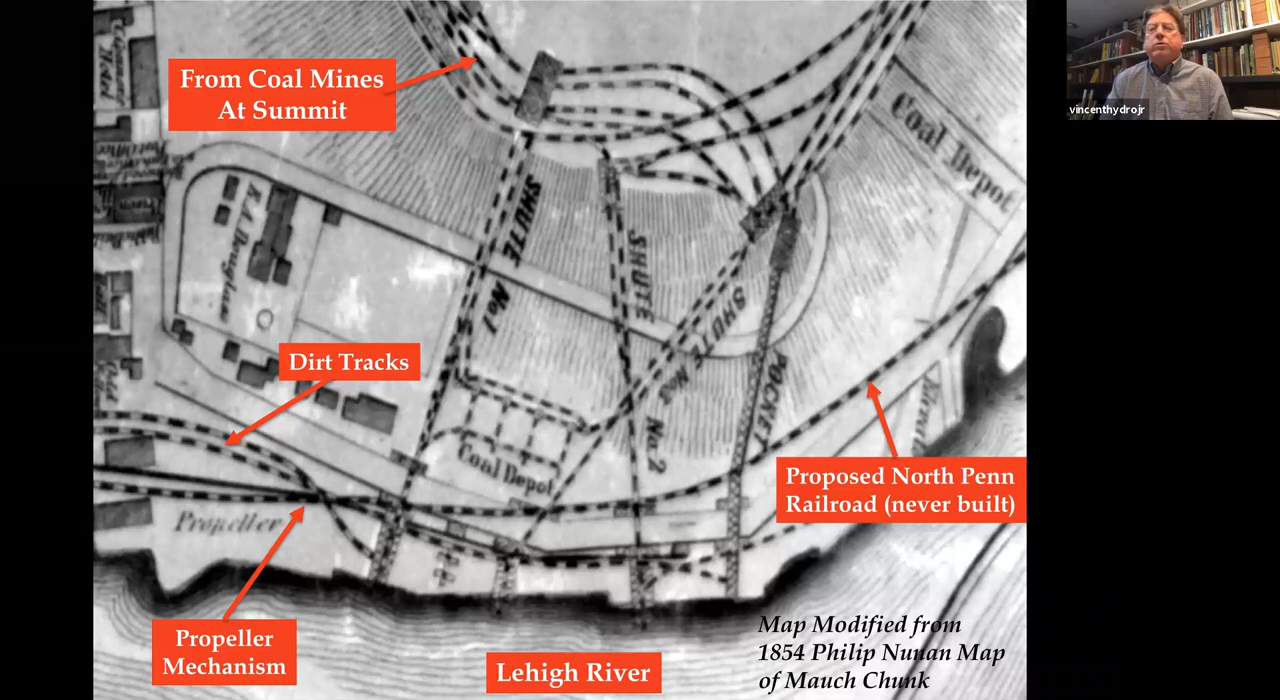 From Coal Mines
At Summit
vincenthydrojr
Coal Depot
SHUTE
No.1
SHUTE
No.2
SHUTE
POCKET
Dirt Tracks
Coal Depot
Proposed North Penn
Railroad (never built)
Propeller
Propeller
Mechanism
Lehigh River
Map Modified from
1854 Philip Nunan Map
of Mauch Chunk